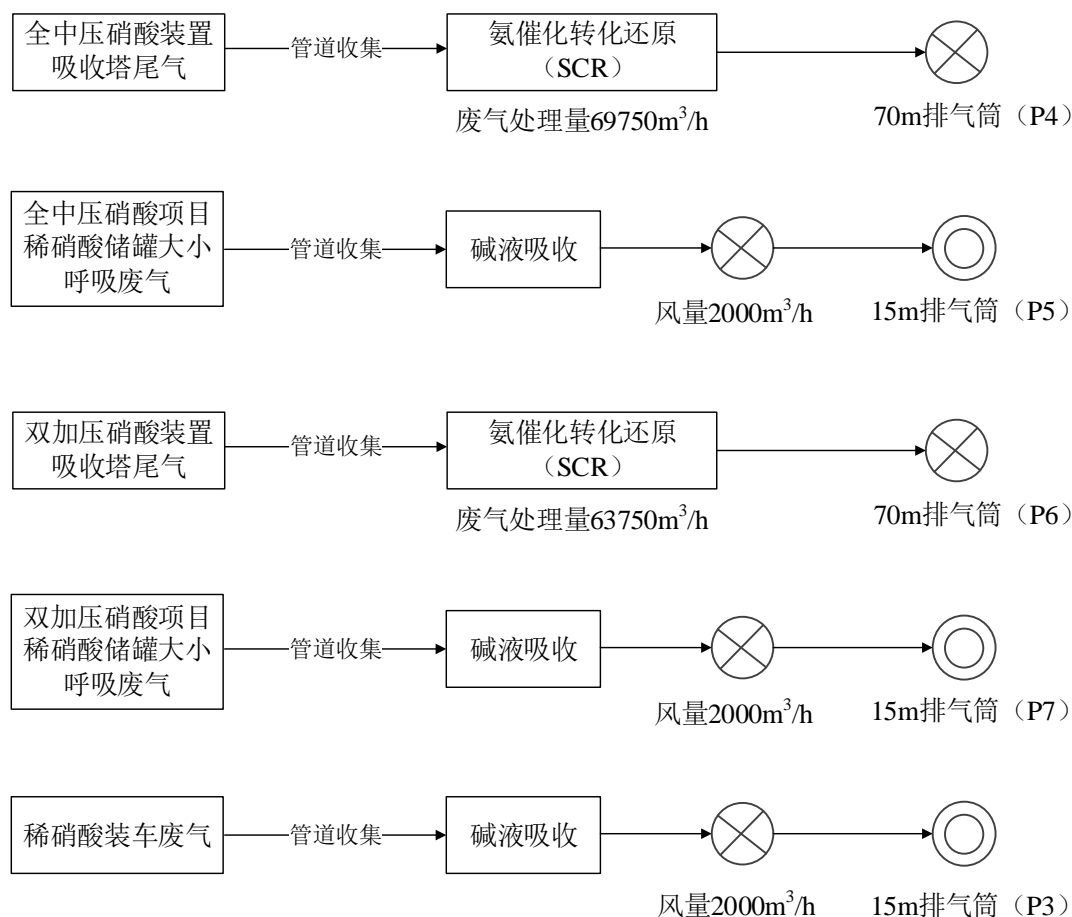 全中压硝酸装置
吸收塔尾气
管道收集
氨催化转化还原
（SCR）
废气处理量69750m³/h
70m排气筒（P4）
全中压硝酸项目
稀硝酸储罐大小
呼吸废气
管道收集
碱液吸收
风量2000m³/h
15m排气筒（P5）
双加压硝酸装置
吸收塔尾气
管道收集
氨催化转化还原
（SCR）
废气处理量63750m³/h
70m排气筒（P6）
双加压硝酸项目
稀硝酸储罐大小
呼吸废气
管道收集
碱液吸收
风量2000m³/h
15m排气筒（P7）
稀硝酸装车废气
管道收集
碱液吸收
风量2000m³/h
15m排气筒（P3）